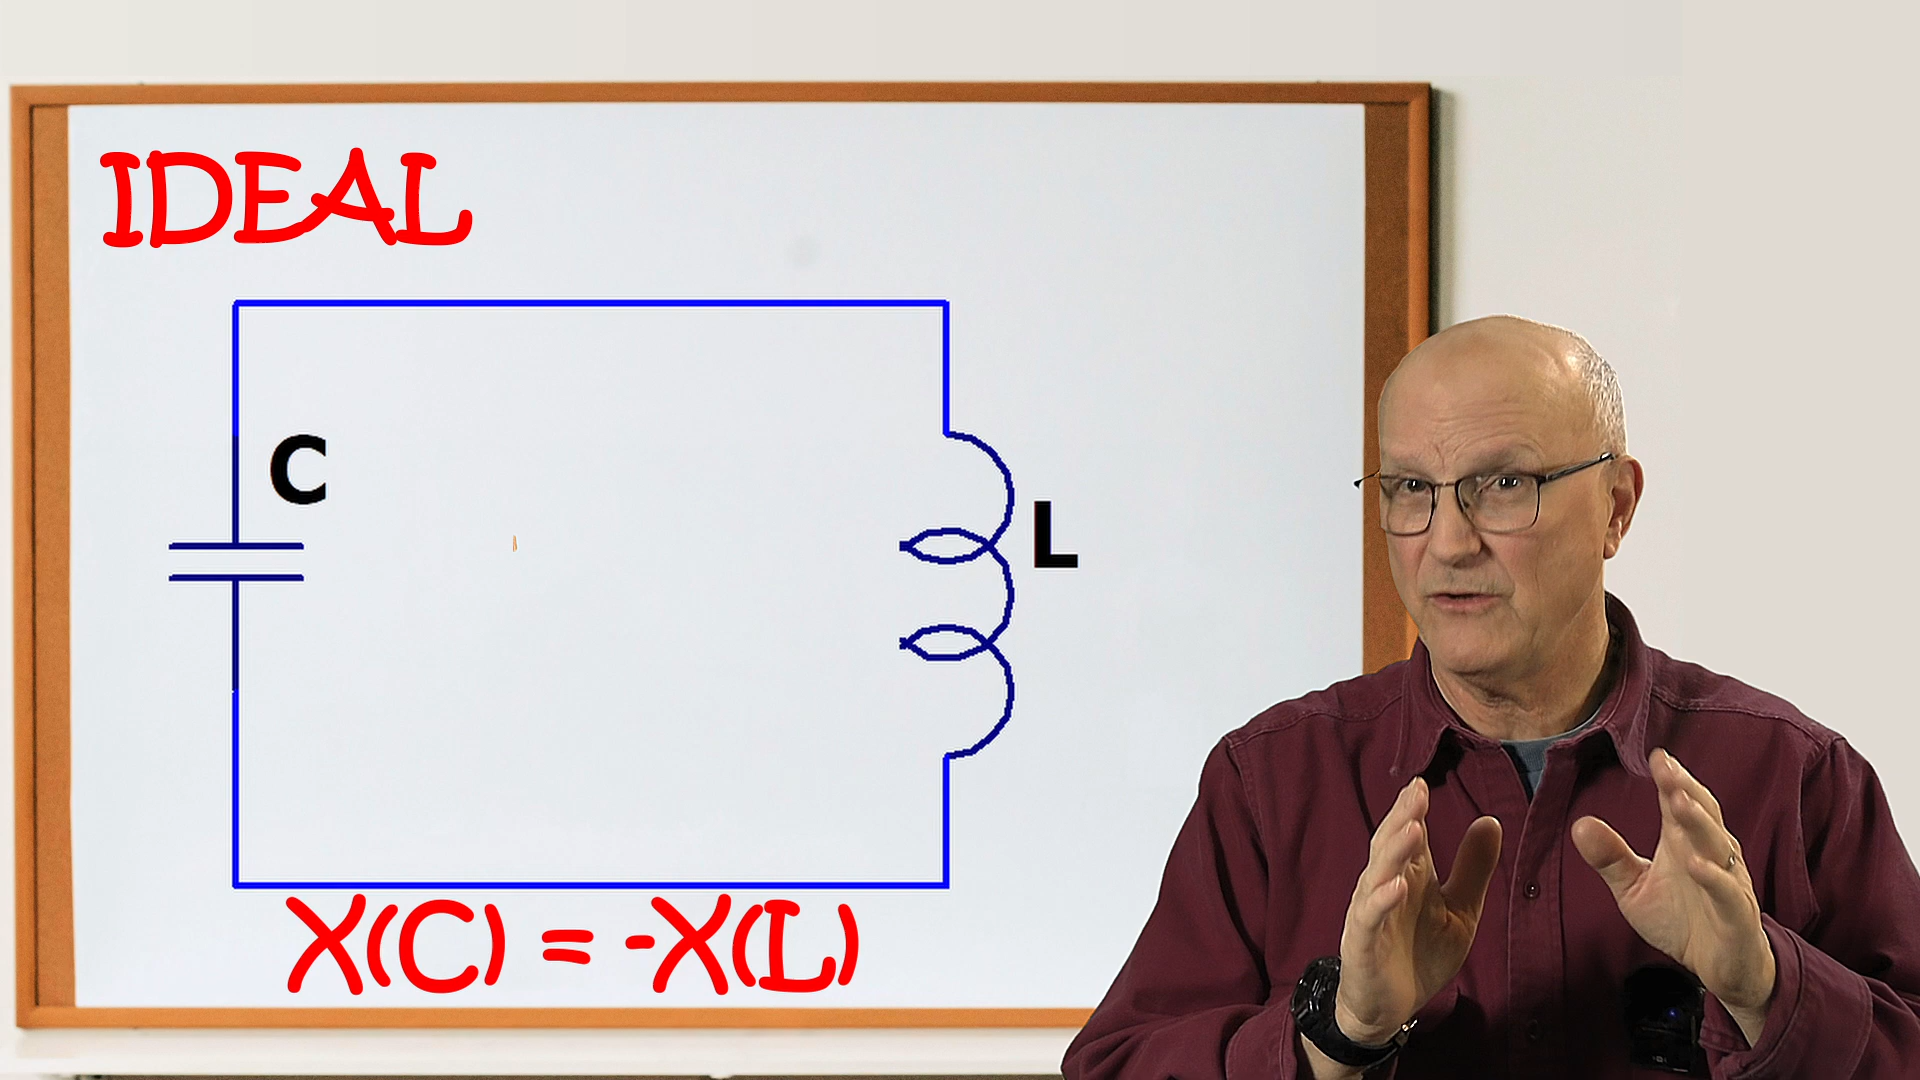 IDEAL
C
L
X(C) = -X(L)